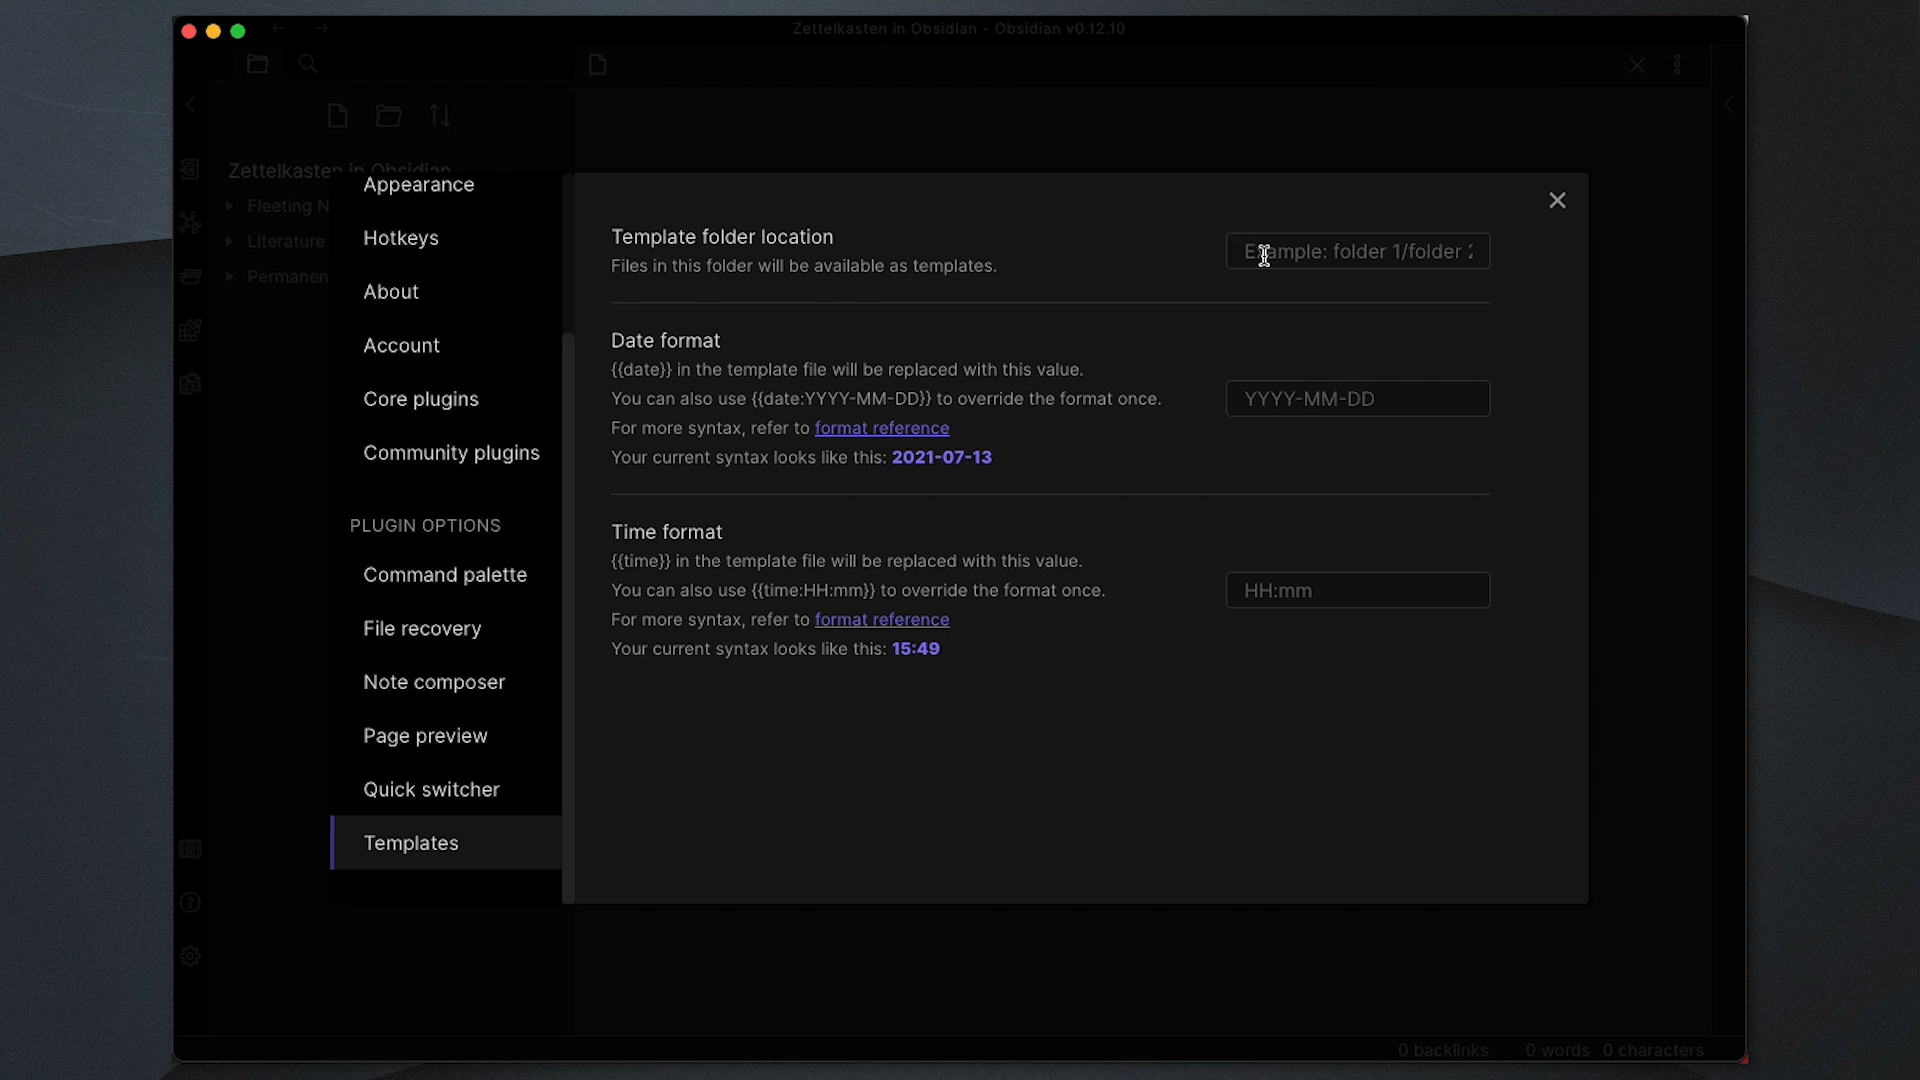 Zettelkasten in Obsidian - Obsidian v0.12.10
Zettelkasten in Obsidian
Fleeting N
Literature
Permanen
Appearance
Hotkeys
About
Account
Core plugins
Community plugins
PLUGIN OPTIONS
Command palette
File recovery
Note composer
Page preview
Quick switcher
Templates
Template folder location
Files in this folder will be available as templates.
Example: folder 1/folder 2
Date format
{{date}} in the template file will be replaced with this value.
You can also use {{date:YYYY-MM-DD}} to override the format once.
For more syntax, refer to format reference
Your current syntax looks like this: 2021-07-13
YYYY-MM-DD
Time format
{{time}} in the template file will be replaced with this value.
You can also use {{time:HH:mm}} to override the format once.
For more syntax, refer to format reference
Your current syntax looks like this: 15:49
HH:mm
0 backlinks 0 words 0 characters